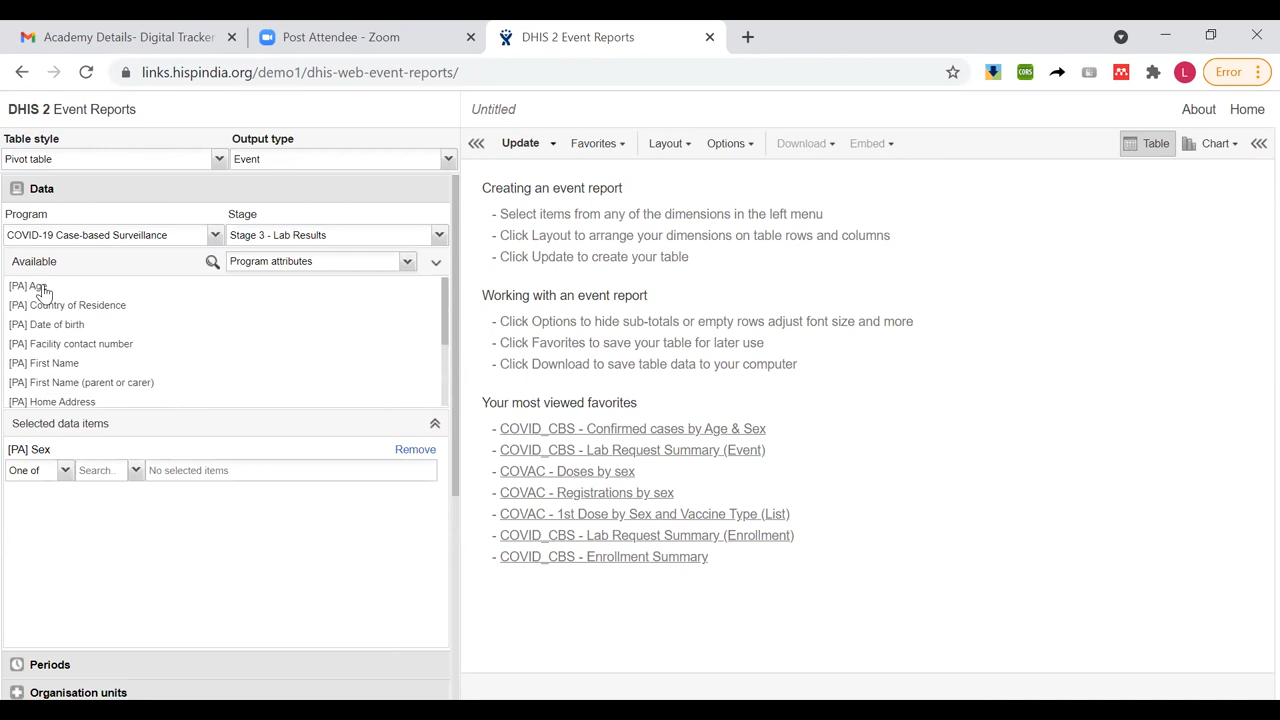 Academy Details- Digital Tracker
Post Attendee - Zoom
DHIS 2 Event Reports
links.hispindia.org/demo1/dhis-web-event-reports/
CORS
L
Error
DHIS 2 Event Reports
Untitled
About
Home
Table style
Output type
Update
Favorites
Layout
Options
Download
Embed
Table
Chart
Pivot table
Event
Data
Creating an event report
Program
Stage
- Select items from any of the dimensions in the left menu
COVID-19 Case-based Surveillance
Stage 3 - Lab Results
- Click Layout to arrange your dimensions on table rows and columns
Available
Program attributes
- Click Update to create your table
[PA] Age
[PA] Country of Residence
[PA] Date of birth
[PA] Facility contact number
[PA] First Name
[PA] First Name (parent or carer)
[PA] Home Address
Working with an event report
- Click Options to hide sub-totals or empty rows adjust font size and more
- Click Favorites to save your table for later use
- Click Download to save table data to your computer
Selected data items
[PA] Sex
Remove
One of
Search..
No selected items
Your most viewed favorites
- COVID_CBS - Confirmed cases by Age & Sex
- COVID_CBS - Lab Request Summary (Event)
- COVAC - Doses by sex
- COVAC - Registrations by sex
- COVAC - 1st Dose by Sex and Vaccine Type (List)
- COVID_CBS - Lab Request Summary (Enrollment)
- COVID_CBS - Enrollment Summary
Periods
Organisation units